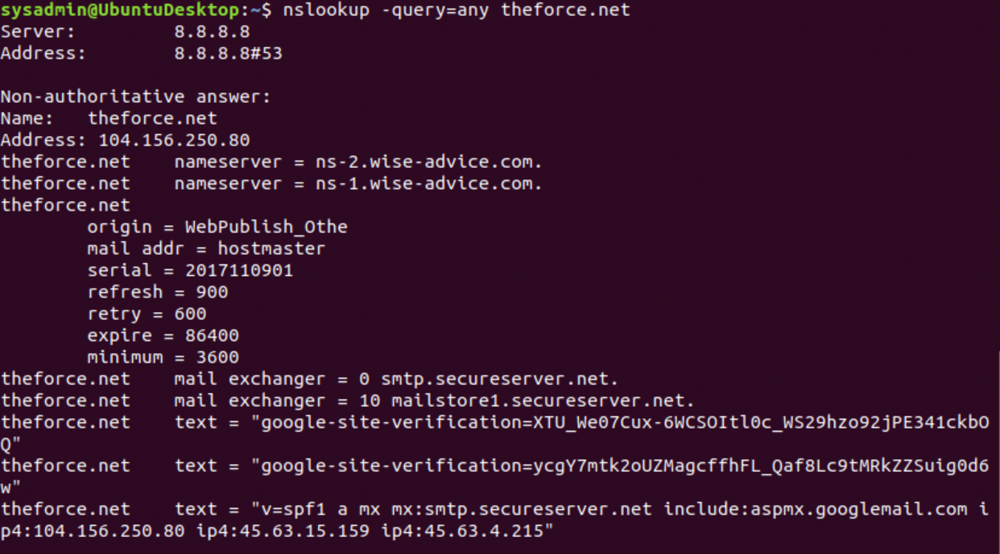 sysadmin@UbuntuDesktop:~$ nslookup -query=any theforce.net
Server: 8.8.8.8
Address: 8.8.8.8#53
Non-authoritative answer:
Name: theforce.net
Address: 104.156.250.80
theforce.net nameserver = ns-2.wise-advice.com.
theforce.net nameserver = ns-1.wise-advice.com.
theforce.net
origin = WebPublish_Othe
mail addr = hostmaster
serial = 2017110901
refresh = 900
retry = 600
expire = 86400
minimum = 3600
theforce.net mail exchanger = 0 smtp.secureserver.net.
theforce.net mail exchanger = 10 mailstore1.secureserver.net.
theforce.net text = "google-site-verification=XTU_We07Cux-6WCSOItl0c_WS29hzo92jPE341ckbO
Q"
theforce.net text = "google-site-verification=ycgY7mtk2oUZMagcffhFL_Qaf8Lc9tMRkZZSuig0d6
w"
theforce.net text = "v=spf1 a mx mx:smtp.secureserver.net include:aspmx.googlemail.com i
p4:104.156.250.80 ip4:45.63.15.159 ip4:45.63.4.215"